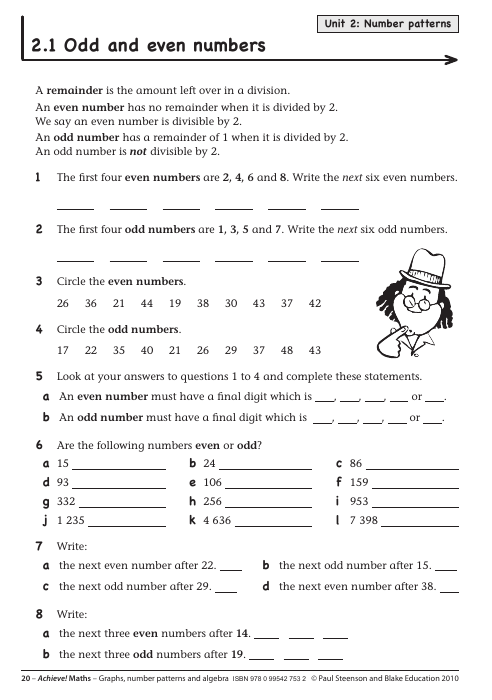 Unit 2: Number patterns
2.1 Odd and even numbers
A remainder is the amount left over in a division.
An even number has no remainder when it is divided by 2.
We say an even number is divisible by 2.
An odd number has a remainder of 1 when it is divided by 2.
An odd number is not divisible by 2.
1 The first four even numbers are 2, 4, 6 and 8. Write the next six even numbers.
2 The first four odd numbers are 1, 3, 5 and 7. Write the next six odd numbers.
3 Circle the even numbers.
26 36 21 44 19 38 30 43 37 42
4 Circle the odd numbers.
17 22 35 40 21 26 29 37 48 43
5 Look at your answers to questions 1 to 4 and complete these statements.
a An even number must have a final digit which is ___, ___, ___, ___ or ___.
b An odd number must have a final digit which is ___, ___, ___, ___ or ___.
6 Are the following numbers even or odd?
a 15 b 24 c 86
d 93 e 106 f 159
g 332 h 256 i 953
j 1 235 k 4 636 l 7 398
7 Write:
a the next even number after 22. b the next odd number after 15.
c the next odd number after 29. d the next even number after 38.
8 Write:
a the next three even numbers after 14.
b the next three odd numbers after 19.
20 – Achieve! Maths – Graphs, number patterns and algebra ISBN 978 0 99542 753 2 © Paul Steenson and Blake Education 2010